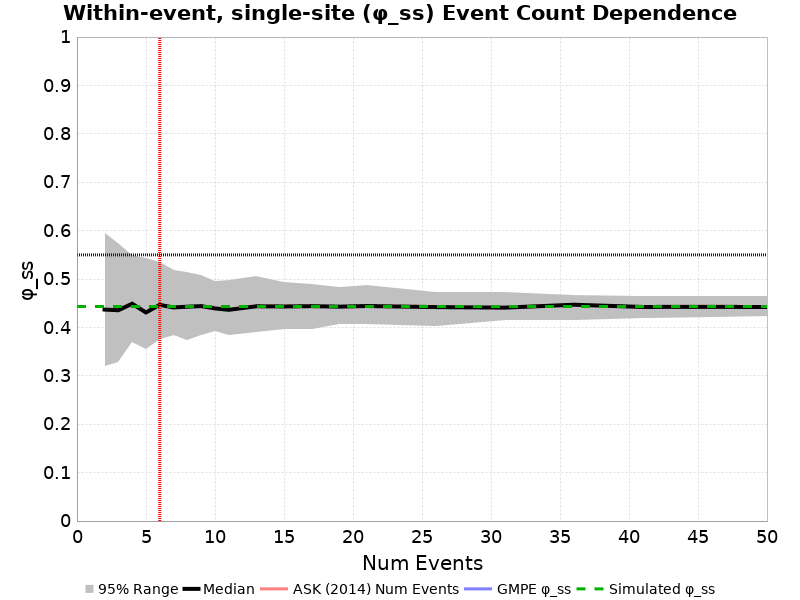 Within-event, single-site (φ_ss) Event Count Dependence
1
0.9
0.8
0.7
0.6
0.5
0.4
0.3
0.2
0.1
0
φ_ss
0 5 10 15 20 25 30 35 40 45 50
Num Events
95% Range Median ASK (2014) Num Events GMPE φ_ss Simulated φ_ss